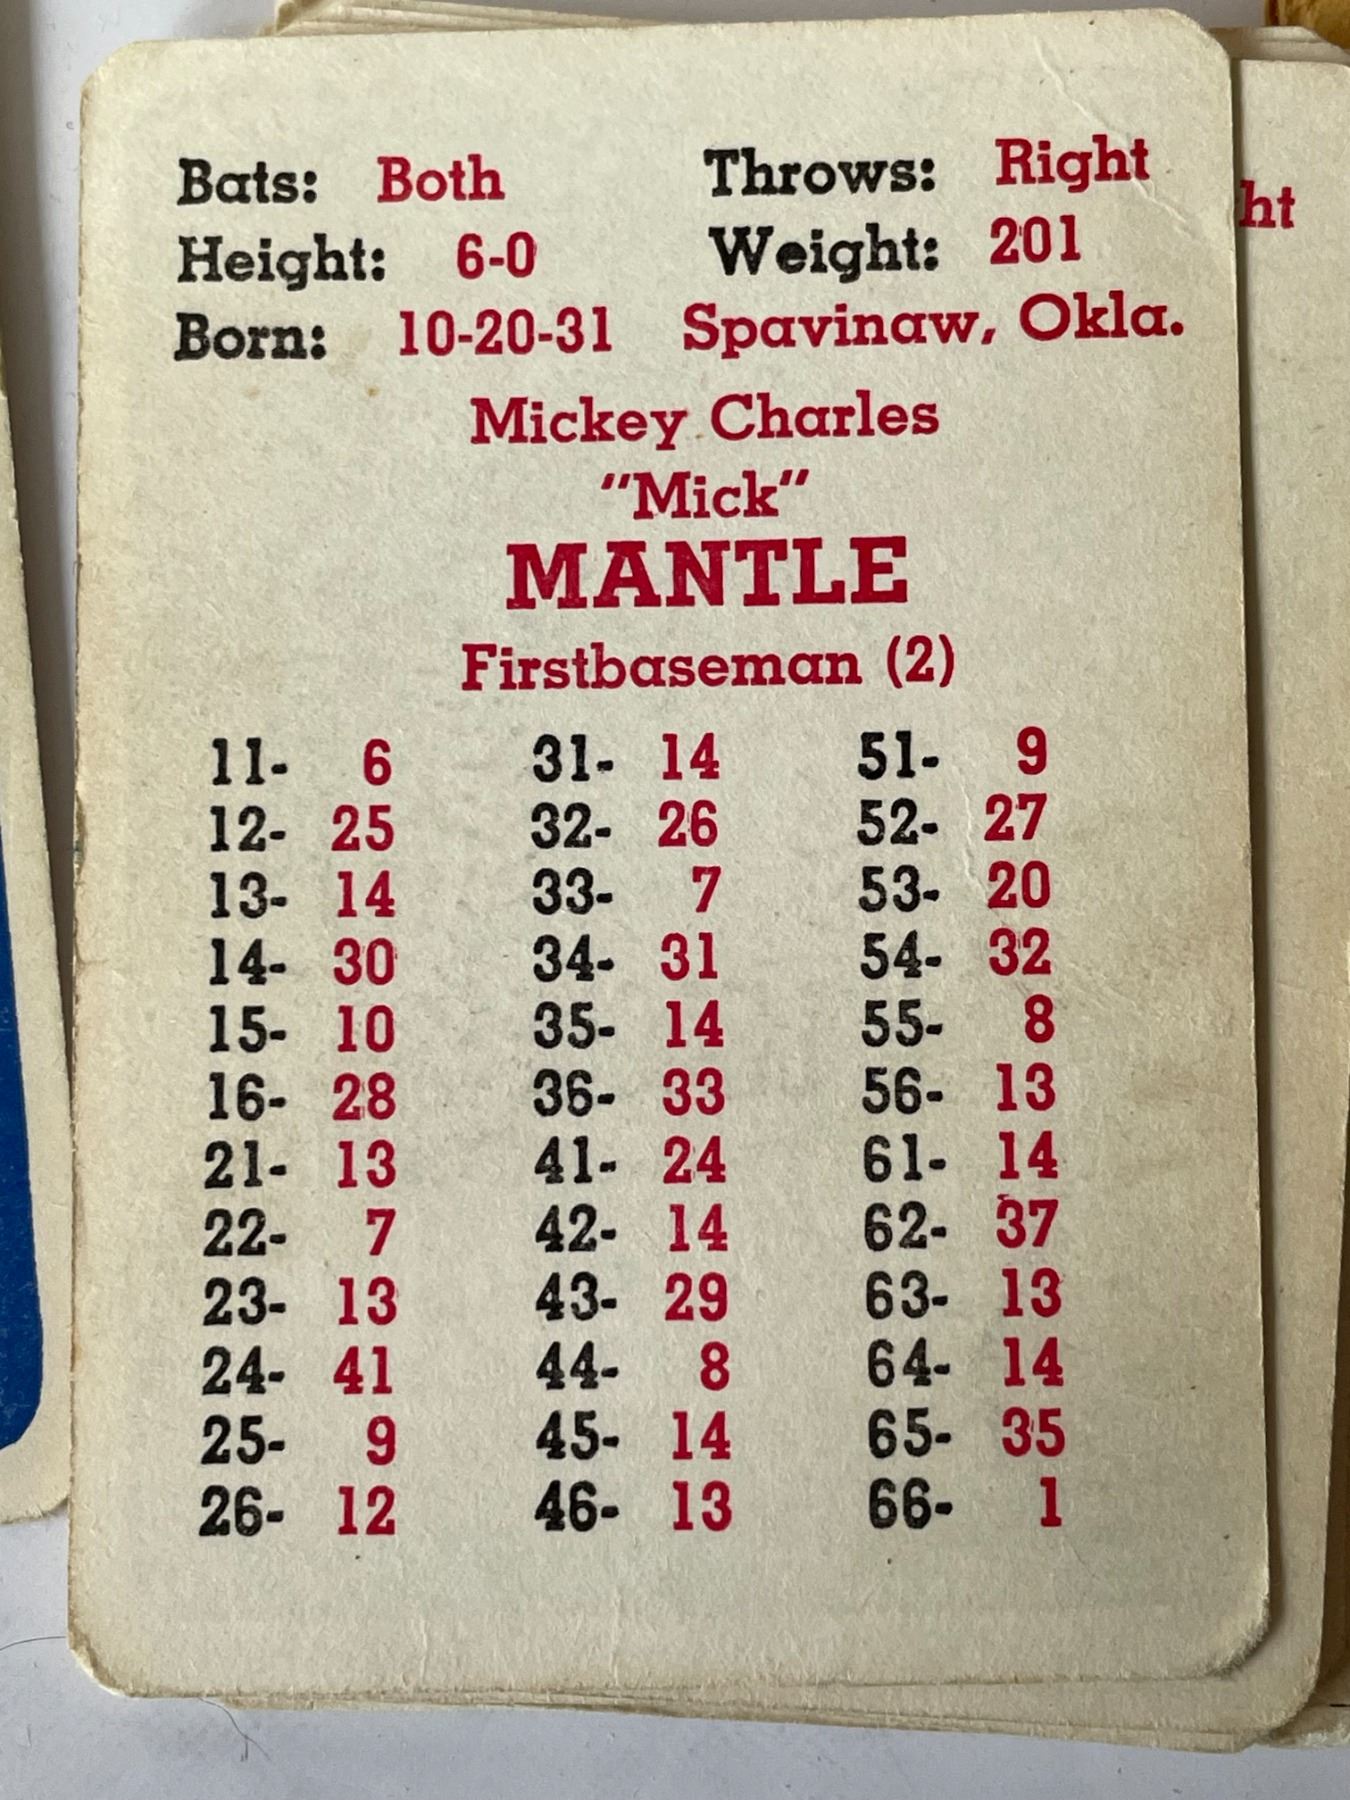 Bats: Both Throws: Right
Height: 6-0 Weight: 201
Born: 10-20-31 Spavinaw, Okla.
Mickey Charles
"Mick"
MANTLE
Firstbaseman (2)
11- 6 31- 14 51- 9
12- 25 32- 26 52- 27
13- 14 33- 7 53- 20
14- 30 34- 31 54- 32
15- 10 35- 14 55- 8
16- 28 36- 33 56- 13
21- 13 41- 24 61- 14
22- 7 42- 14 62- 37
23- 13 43- 29 63- 13
24- 41 44- 8 64- 14
25- 9 45- 14 65- 35
26- 12 46- 13 66- 1
ht